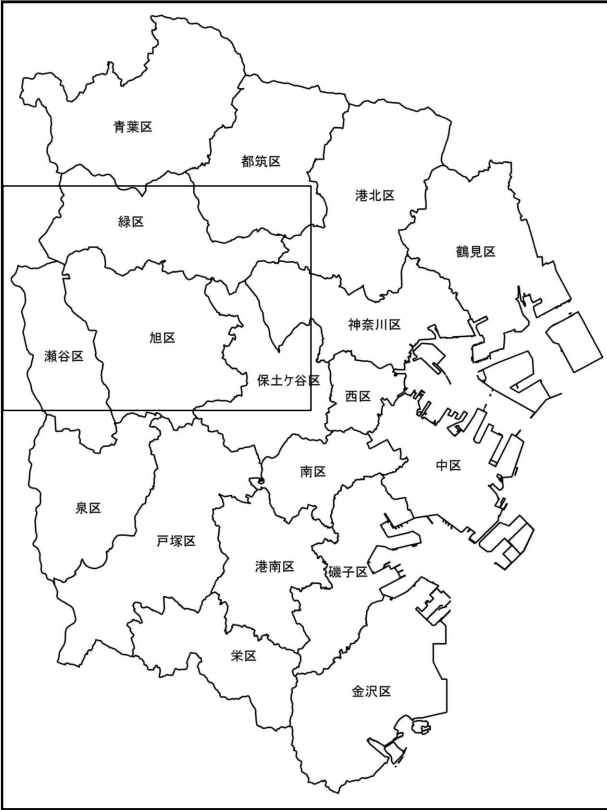 青葉区
都筑区
港北区
緑区
鶴見区
神奈川区
旭区
瀬谷区
保土ケ谷区
西区
中区
南区
泉区
戸塚区
港南区
磯子区
栄区
金沢区